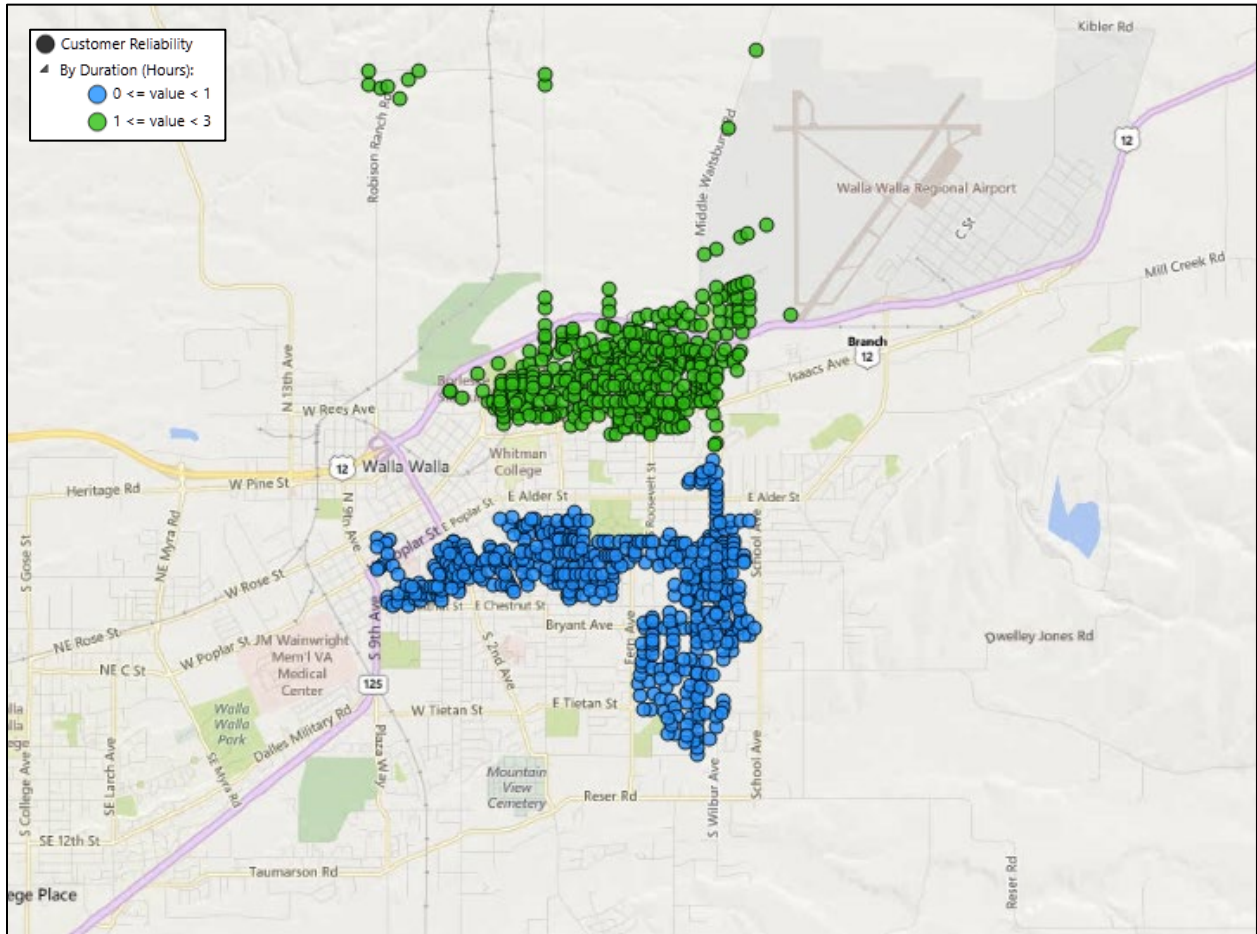 Customer Reliability
By Duration (Hours):
0 <= value < 1
1 <= value < 3
Kibler Rd
12
Robison Ranch Rd
Middle Waitsburg Rd
Walla Walla Regional Airport
C St
Mill Creek Rd
N 13th Ave
Branch
12
Isaacs Ave
W Rees Ave
Whitman
College
12
Walla Walla
Heritage Rd
W Pine St
N 9th Ave
E Alder St
E Poplar St
Roosevelt St
E Alder St
School Ave
S Gose St
NE Myra Rd
W Rose St
E Chestnut St
Bryant Ave
Fern Ave
NE Rose St
W Poplar St
JM Wainwright
Mem'l VA
Medical
Center
S 9th Ave
S 2nd Ave
Dwelley Jones Rd
NE C St
125
W Tietan St
E Tietan St
Walla
Walla
Park
Dalles Military Rd
Plaza Way
SE Myra Rd
S College Ave
SE Larch Ave
Mountain
View
Cemetery
Reser Rd
S Wilbur Ave
School Ave
SE 12th St
Taumarson Rd
Reser Rd
ege Place